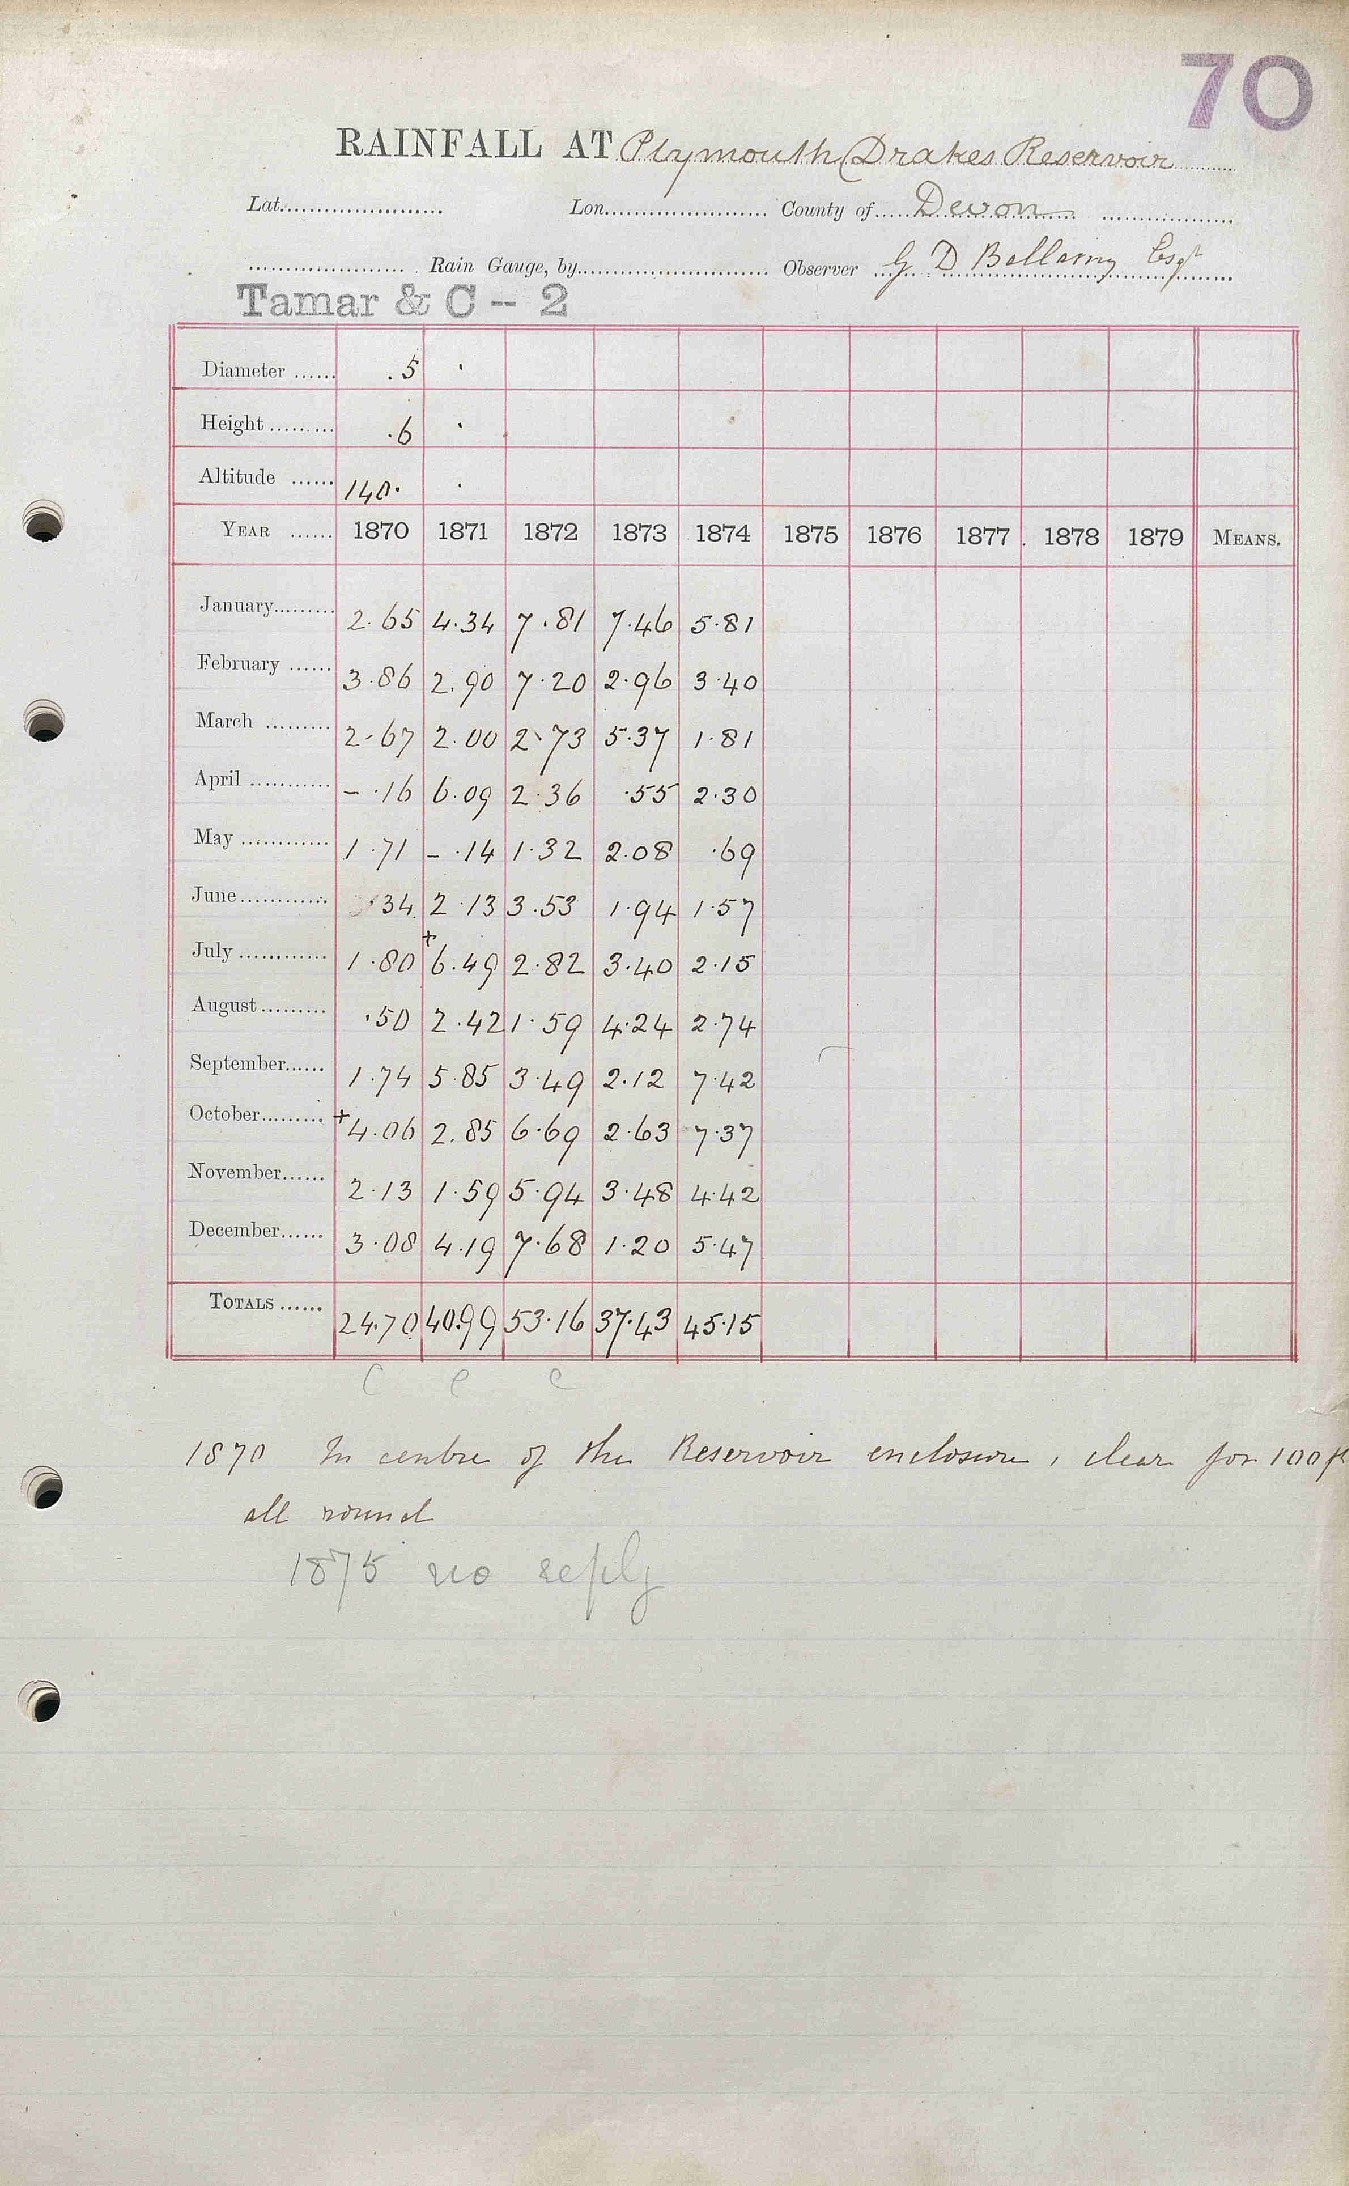 70
RAINFALL AT Plymouth (Drakes Reservoir
Lat. Lon. County of Devon
Rain Gauge, by Observer G D Bellamy Esqr
Tamar & C - 2
Diameter ...... .5 '
Height ......... .6 '
Altitude ...... 140. .
YEAR ...... 1870 1871 1872 1873 1874 1875 1876 1877 1878 1879 MEANS.
January......... 2.65 4.34 7.81 7.46 5.81
February ...... 3.86 2.90 7.20 2.96 3.40
March ......... 2.67 2.00 2.73 5.37 1.81
April ........... - .16 6.09 2.36 .55 2.30
May ............ 1.71 - .14 1.32 2.08 .69
June............ .34 2.13 3.53 1.94 1.57
July ............ 1.80 +6.49 2.82 3.40 2.15
August......... .50 2.42 1.59 4.24 2.74
September...... 1.74 5.85 3.49 2.12 7.42
October......... +4.06 2.85 6.69 2.63 7.37
November...... 2.13 1.59 5.94 3.48 4.42
December...... 3.08 4.19 7.68 1.20 5.47
TOTALS ...... 24.70 40.99 53.16 37.43 45.15
c e c
1870 In centre of the Reservoir enclosure, clear for 100 ft
all round
1875 no reply